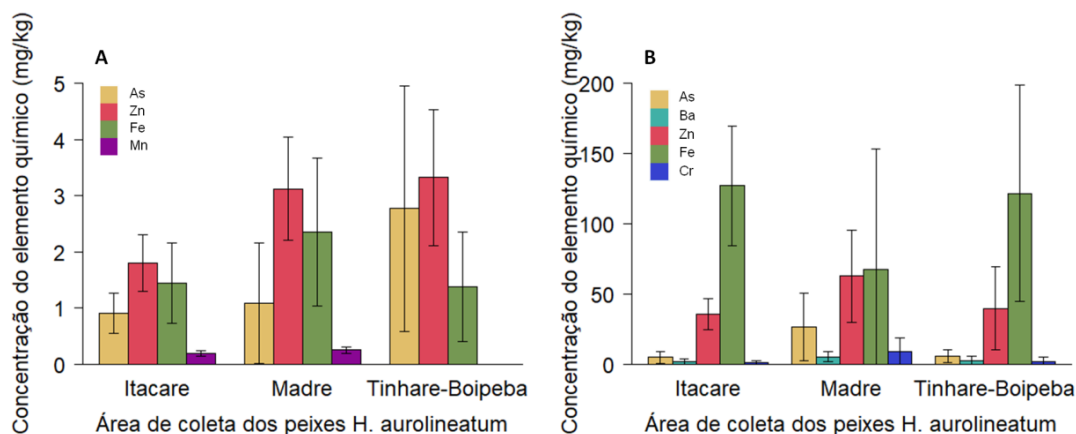 A
Concentração do elemento químico (mg/kg)
5
4
3
2
1
0
As
Zn
Fe
Mn
Itacare Madre Tinhare-Boipeba
Área de coleta dos peixes H. aurolineatum
B
Concentração do elemento químico (mg/kg)
200
150
100
50
0
As
Ba
Zn
Fe
Cr
Itacare Madre Tinhare-Boipeba
Área de coleta dos peixes H. aurolineatum